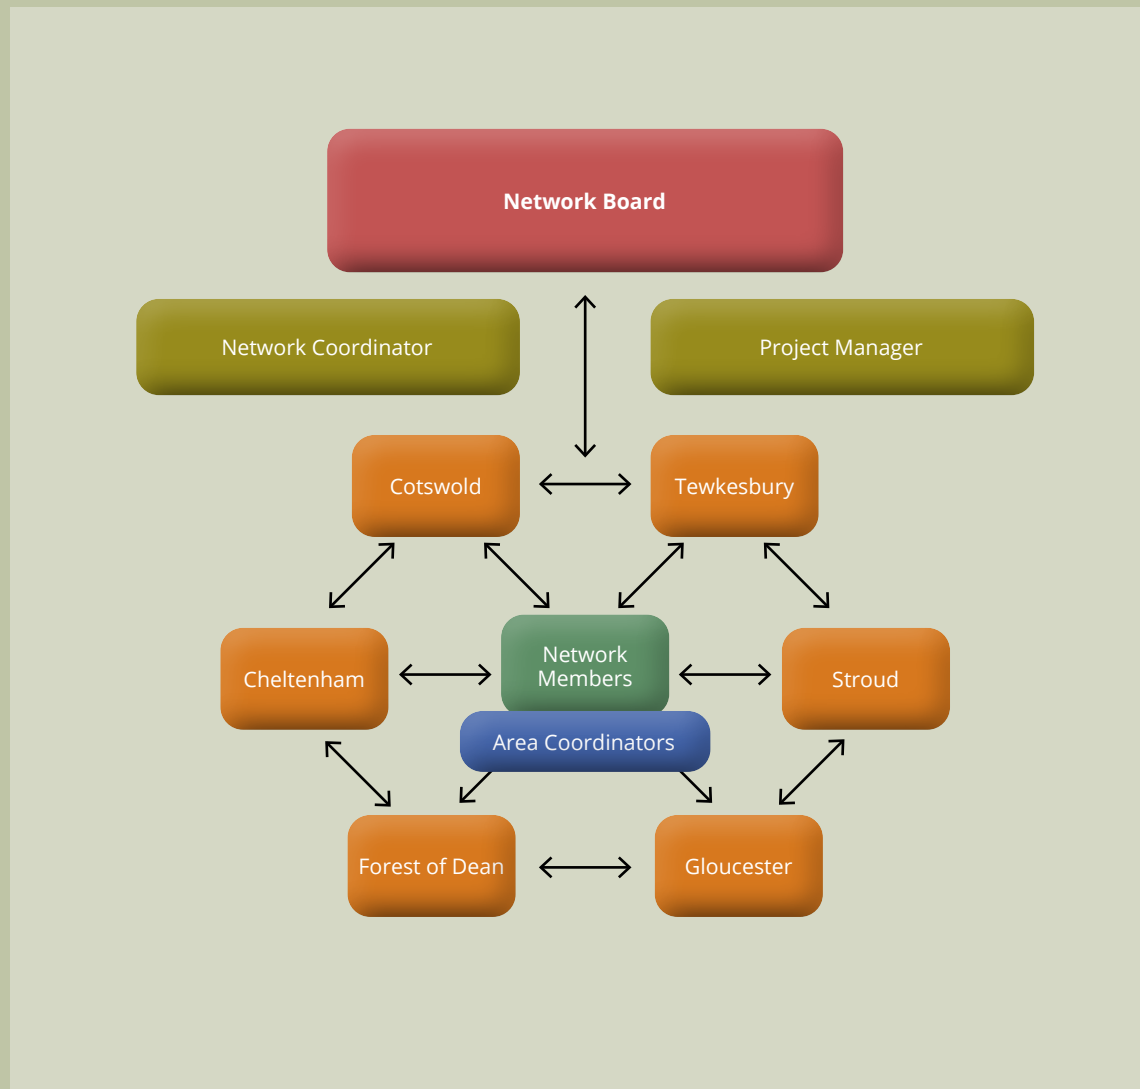 Network Board
Network Coordinator
Project Manager
Cotswold
Tewkesbury
Cheltenham
Network
Members
Stroud
Area Coordinators
Forest of Dean
Gloucester